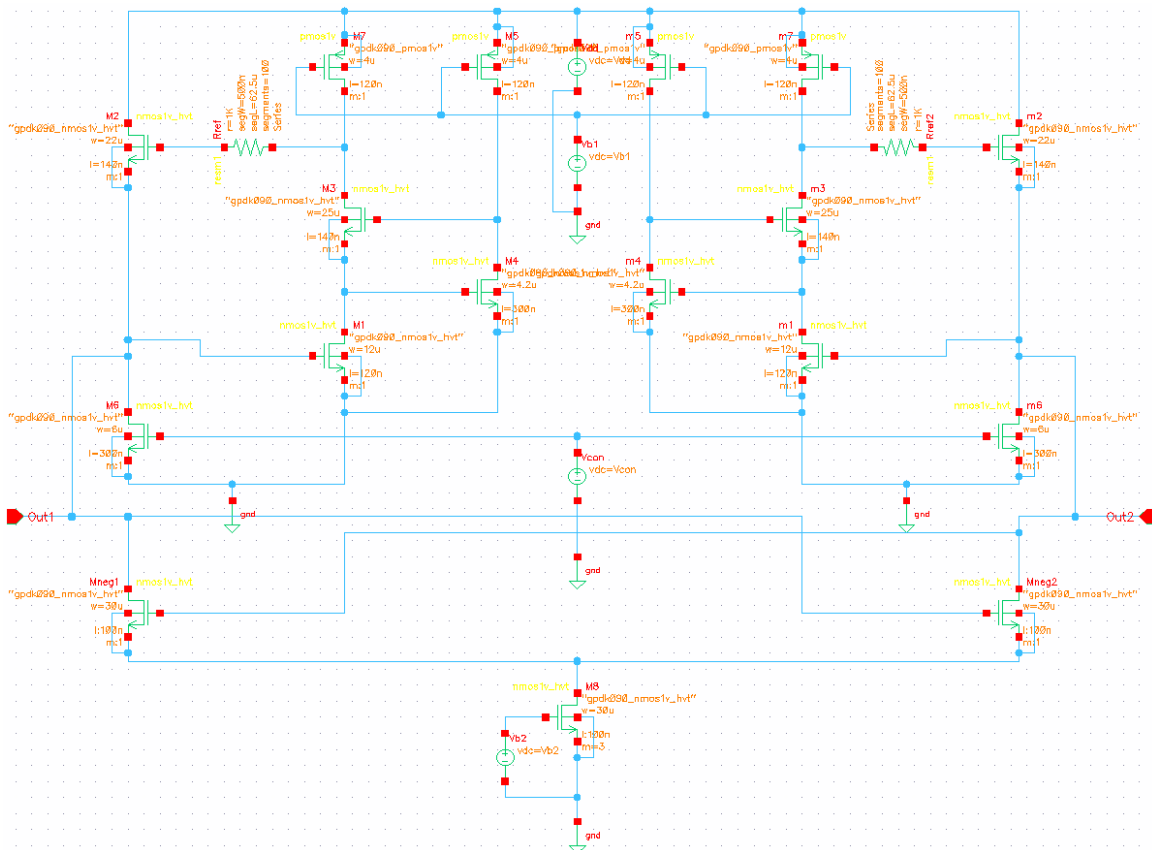 pmos1v
M7
"gpdk090_pmos1v"
w=4u
l=120n
m:1
pmos1v
M5
w=4u
l=120n
m:1
vdc=Vdd
m5
pmos1v
4u
l=120n
m:1
m7
pmos1v
"gpdk090_pmos1v"
w=4u
l=120n
m:1
M2
nmos1v_hvt
"gpdk090_nmos1v_hvt"
w=22u
l=140n
m:1
Rref
r=1K
segW=500n
segL=62.5u
segments=100
Series
Vb1
vdc=Vb1
gnd
Series
segments=100
segL=62.5u
segW=500n
r=1K
Rref2
nmos1v_hvt
m2
"gpdk090_nmos1v_hvt"
w=22u
l=140n
m:1
M3
nmos1v_hvt
"gpdk090_nmos1v_hvt"
w=25u
l=140n
m:1
nmos1v_hvt
m3
"gpdk090_nmos1v_hvt"
w=25u
l=140n
m:1
nmos1v_hvt
M4
w=4.2u
l=300n
m:1
m4
nmos1v_hvt
w=4.2u
l=300n
m:1
nmos1v_hvt
M1
"gpdk090_nmos1v_hvt"
w=12u
l=120n
m:1
nmos1v_hvt
m1
"gpdk090_nmos1v_hvt"
w=12u
l=120n
m:1
M6
nmos1v_hvt
"gpdk090_nmos1v_hvt"
w=6u
l=300n
m:1
Vcon
vdc=Vcon
nmos1v_hvt
m6
"gpdk090_nmos1v_hvt"
w=6u
l=300n
m:1
Out1
gnd
gnd
Out2
gnd
Mneg1
nmos1v_hvt
"gpdk090_nmos1v_hvt"
w=30u
l:100n
m:1
nmos1v_hvt
Mneg2
"gpdk090_nmos1v_hvt"
w=30u
l:100n
m:1
nmos1v_hvt
M8
"gpdk090_nmos1v_hvt"
w=30u
l:100n
m=3
Vb2
vdc=Vb2
gnd